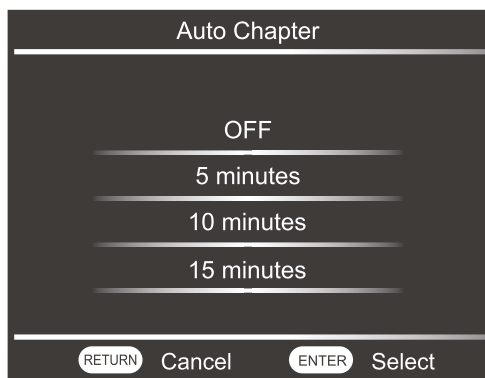 Auto Chapter
OFF
5 minutes
10 minutes
15 minutes
RETURN Cancel ENTER Select